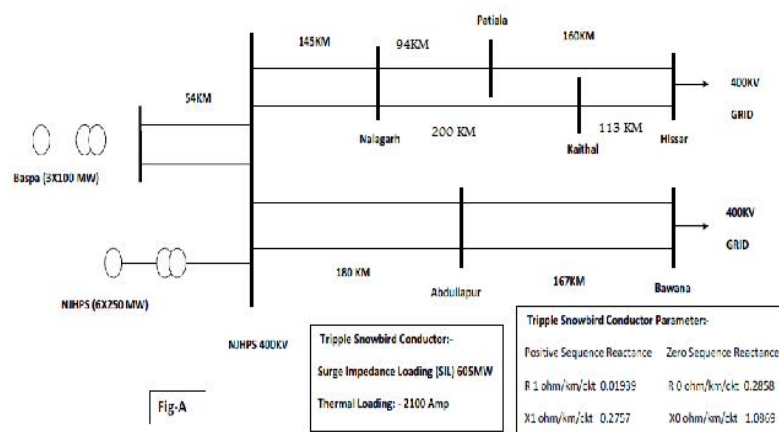 Patiala
145KM
94KM
160KM
400KV
GRID
54KM
Nalagarh
200 KM
Kaithal
113 KM
Hissar
Baspa (3X100 MW)
400KV
GRID
NJHPS (6X250 MW)
180 KM
Abdullapur
167KM
Bawana
NJHPS 400KV
Fig-A
Tripple Snowbird Conductor:-
Surge Impedance Loading (SIL) 605MW
Thermal Loading: - 2100 Amp
Tripple Snowbird Conductor Parameter:-
Positive Sequence Reactance Zero Sequence Reactance
R 1 ohm/km/ckt 0.01939 R 0 ohm/km/ckt 0.2858
X1 ohm/km/ckt 0.2757 X0 ohm/km/ckt 1.0869